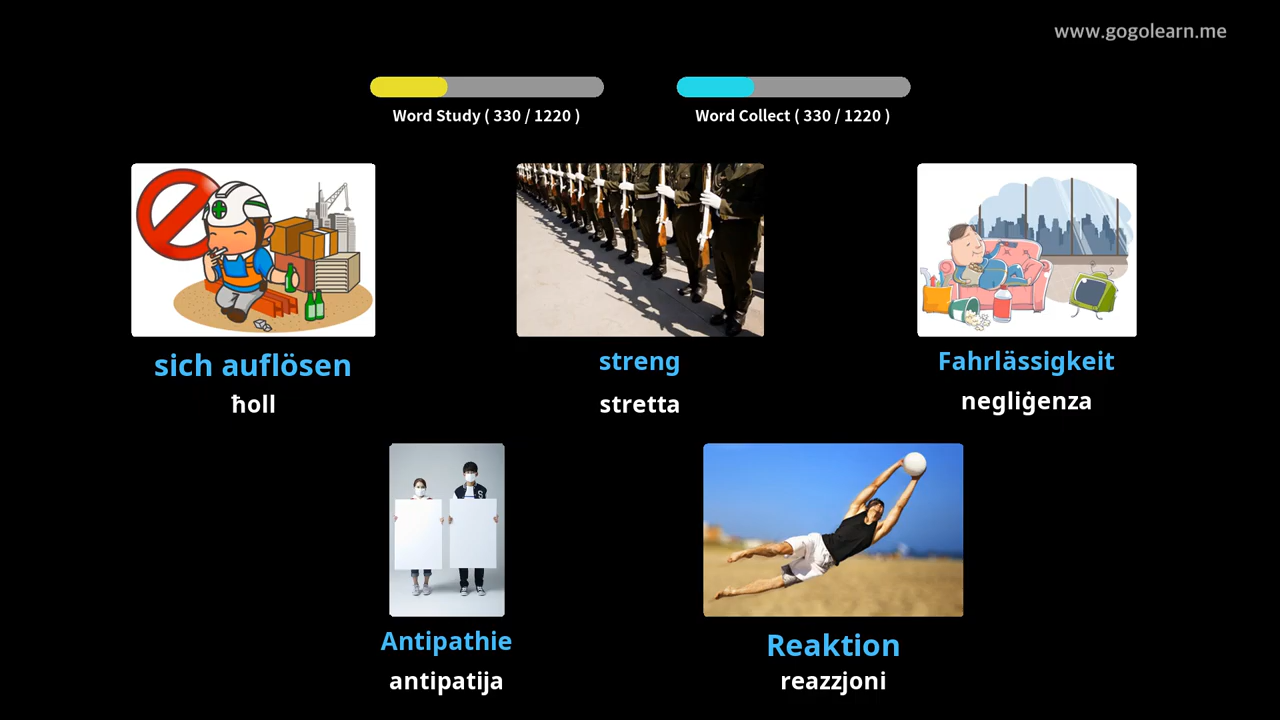 www.gogolearn.me
Word Study ( 330 / 1220 )
Word Collect ( 330 / 1220 )
sich auflösen
ħoll
streng
stretta
Fahrlässigkeit
negliġenza
Antipathie
antipatija
Reaktion
reazzjoni